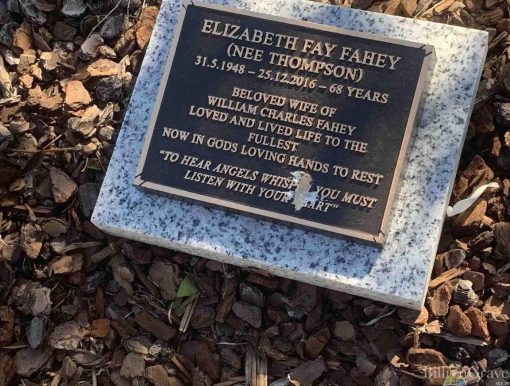 ELIZABETH FAY FAHEY
(NEE THOMPSON)
31.5.1948 – 25.12.2016 – 68 YEARS
BELOVED WIFE OF
WILLIAM CHARLES FAHEY
LOVED AND LIVED LIFE TO THE
FULLEST
NOW IN GODS LOVING HANDS TO REST
"TO HEAR ANGELS YOU MUST
LISTEN WITH YOUR
BillionGraves